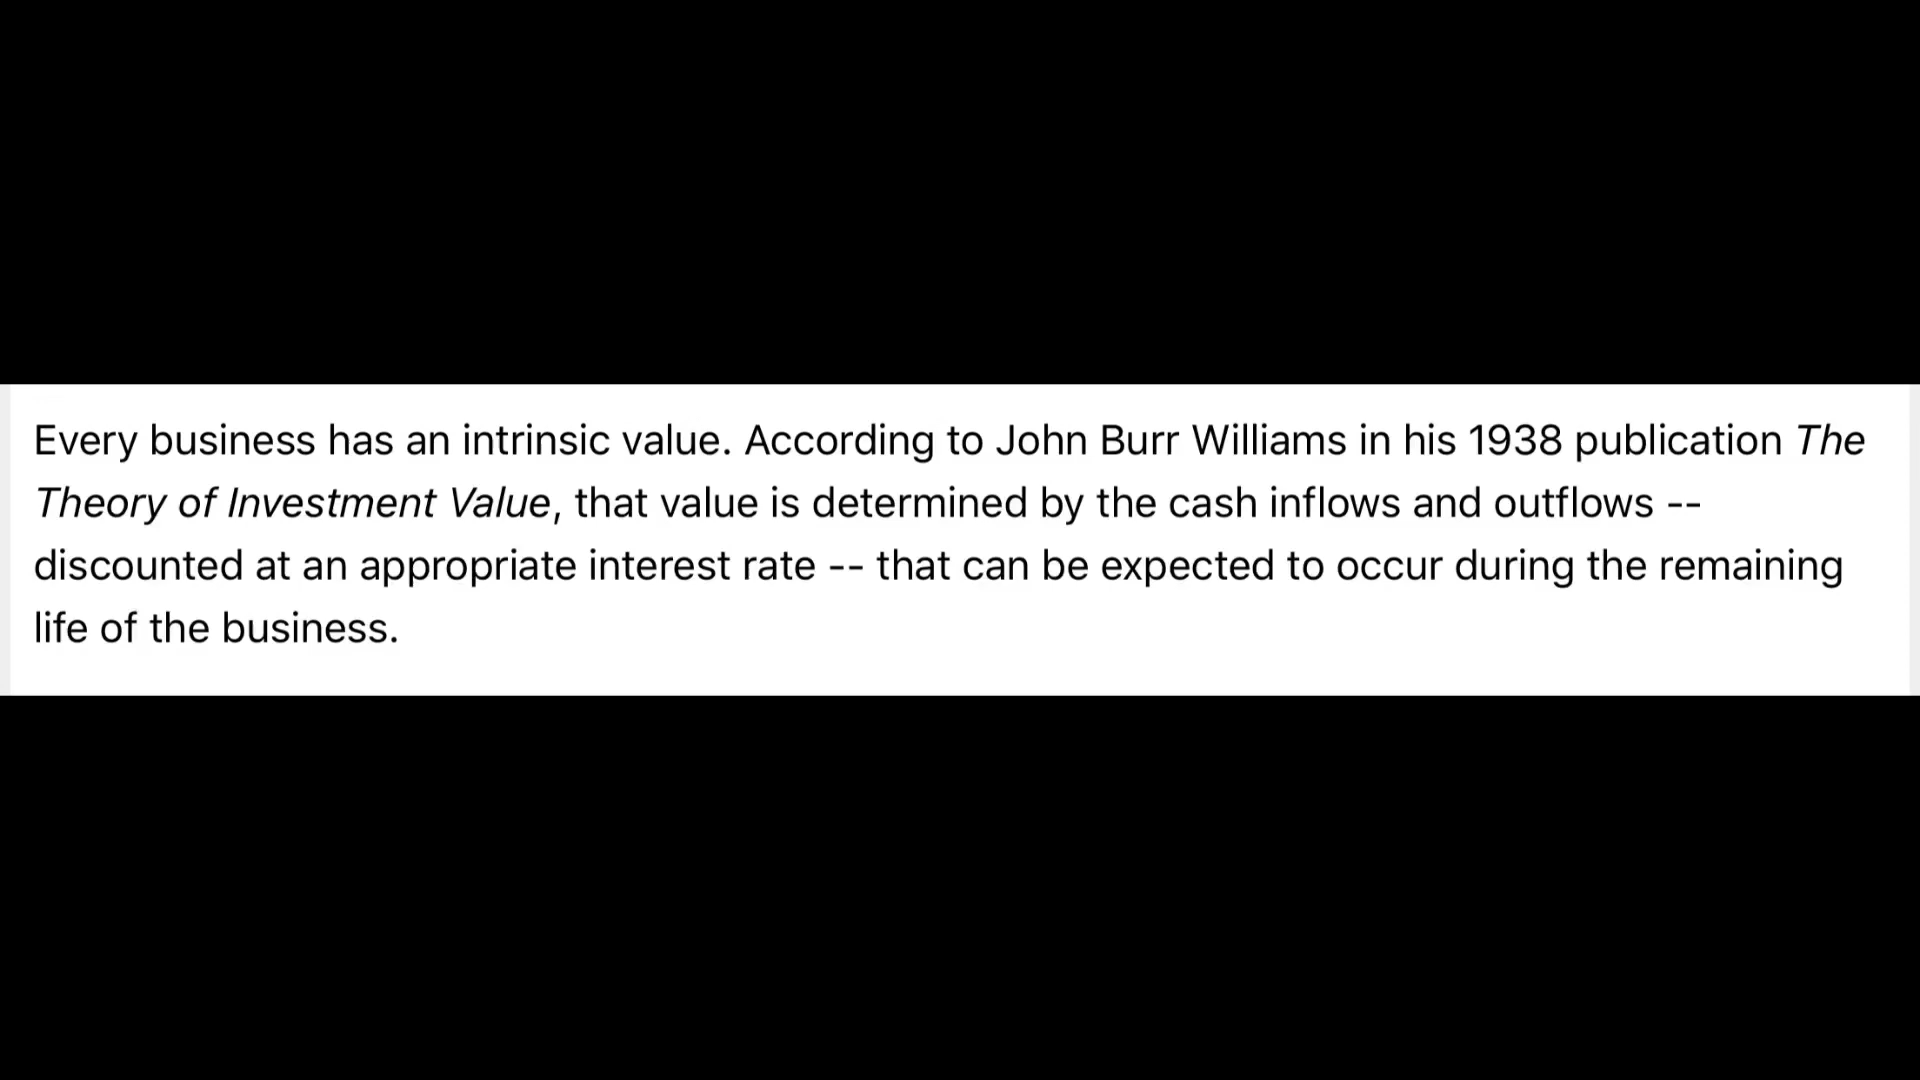 Every business has an intrinsic value. According to John Burr Williams in his 1938 publication The
Theory of Investment Value, that value is determined by the cash inflows and outflows --
discounted at an appropriate interest rate -- that can be expected to occur during the remaining
life of the business.